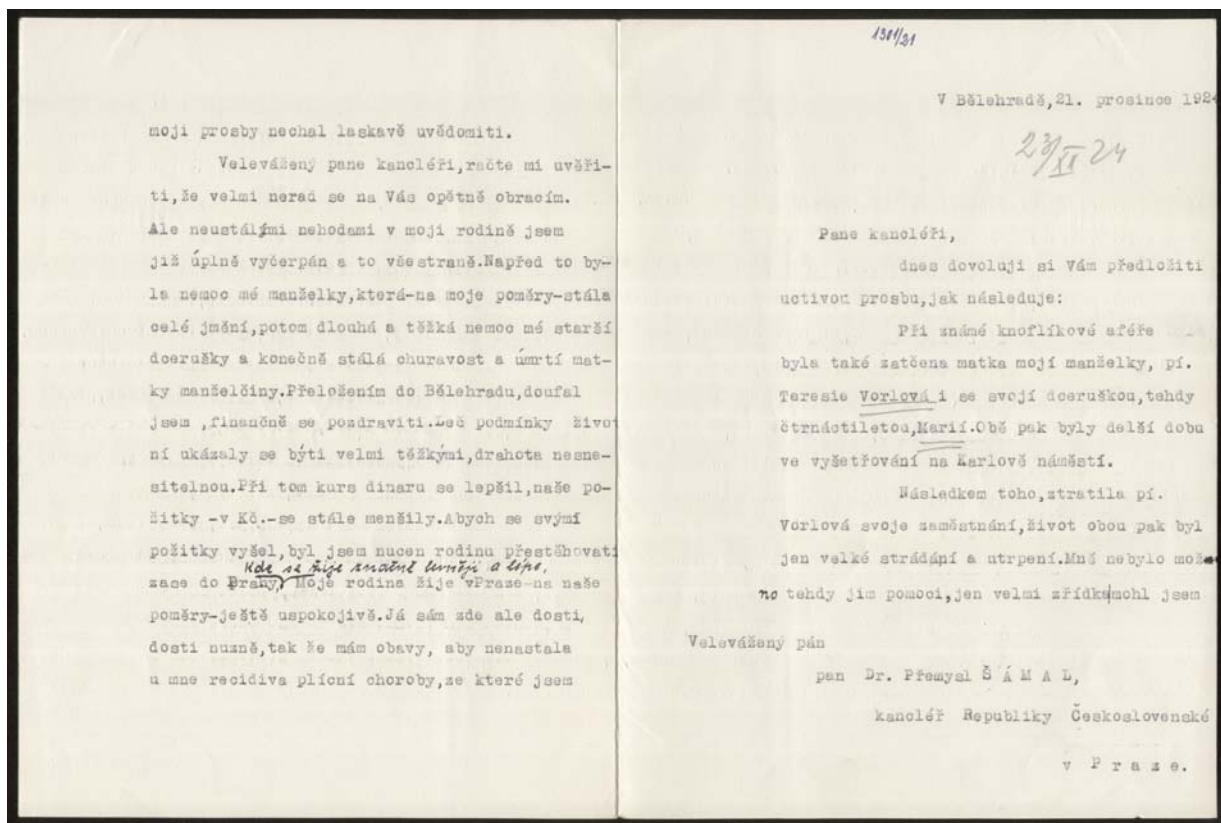 moji prosby nechal laskavě uvědomiti.
Velevážený pane kancléři,račte mi uvěři-
ti,že velmi nerad se na Vás opětně obracím.
Ale neustálými nehodami v moji rodině jsem
již úplně vyčerpán a to všestraně.Napřed to by-
la nemoc mé manželky,která-na moje poměry-stála
celé jmění,potom dlouhá a těžká nemoc mé starší
dcerušky a konečně stálá churavost a úmrtí mat-
ky manželčiny.Přeložením do Bělehradu,doufal
jsem ,finančně se pozdraviti.Leč podmínky život
ní ukázaly se býti velmi těžkými,drahota nesne-
sitelnou.Při tom kurs dinaru se lepšil,naše po-
žitky -v Kč.-se stále menšily.Abych se svými
požitky vyšel,byl jsem nucen rodinu přestěhovati
kde se žije značně levněji a lépe,
zase do Prahy, Moje rodina žije vPraze-na naše
poměry-ještě uspokojivě.Já sám zde ale dosti,
dosti nuzně,tak že mám obavy, aby nenastala
u mne recidiva plícní choroby,ze které jsem
1301/21
V Bělehradě,21. prosince 1924
23/XII 24
Pane kancléři,
dnes dovoluji si Vám předložiti
uctivou prosbu,jak následuje:
Při známé knoflíkové aféře
byla také zatčena matka mojí manželky, pí.
Teresie Vorlová i se svojí dceruškou,tehdy
čtrnáctiletou,Marií.Obě pak byly delší dobu
ve vyšetřování na Karlově náměstí.
Následkem toho,ztratila pí.
Vorlová svoje zaměstnání,život obou pak byl
jen velké strádání a utrpení.Mně nebylo mož-
no tehdy jim pomoci,jen velmi zřídka mohl jsem
Velevážený pán
pan Dr. Přemysl ŠÁMAL,
kancléř Republiky Československé
v Praze.